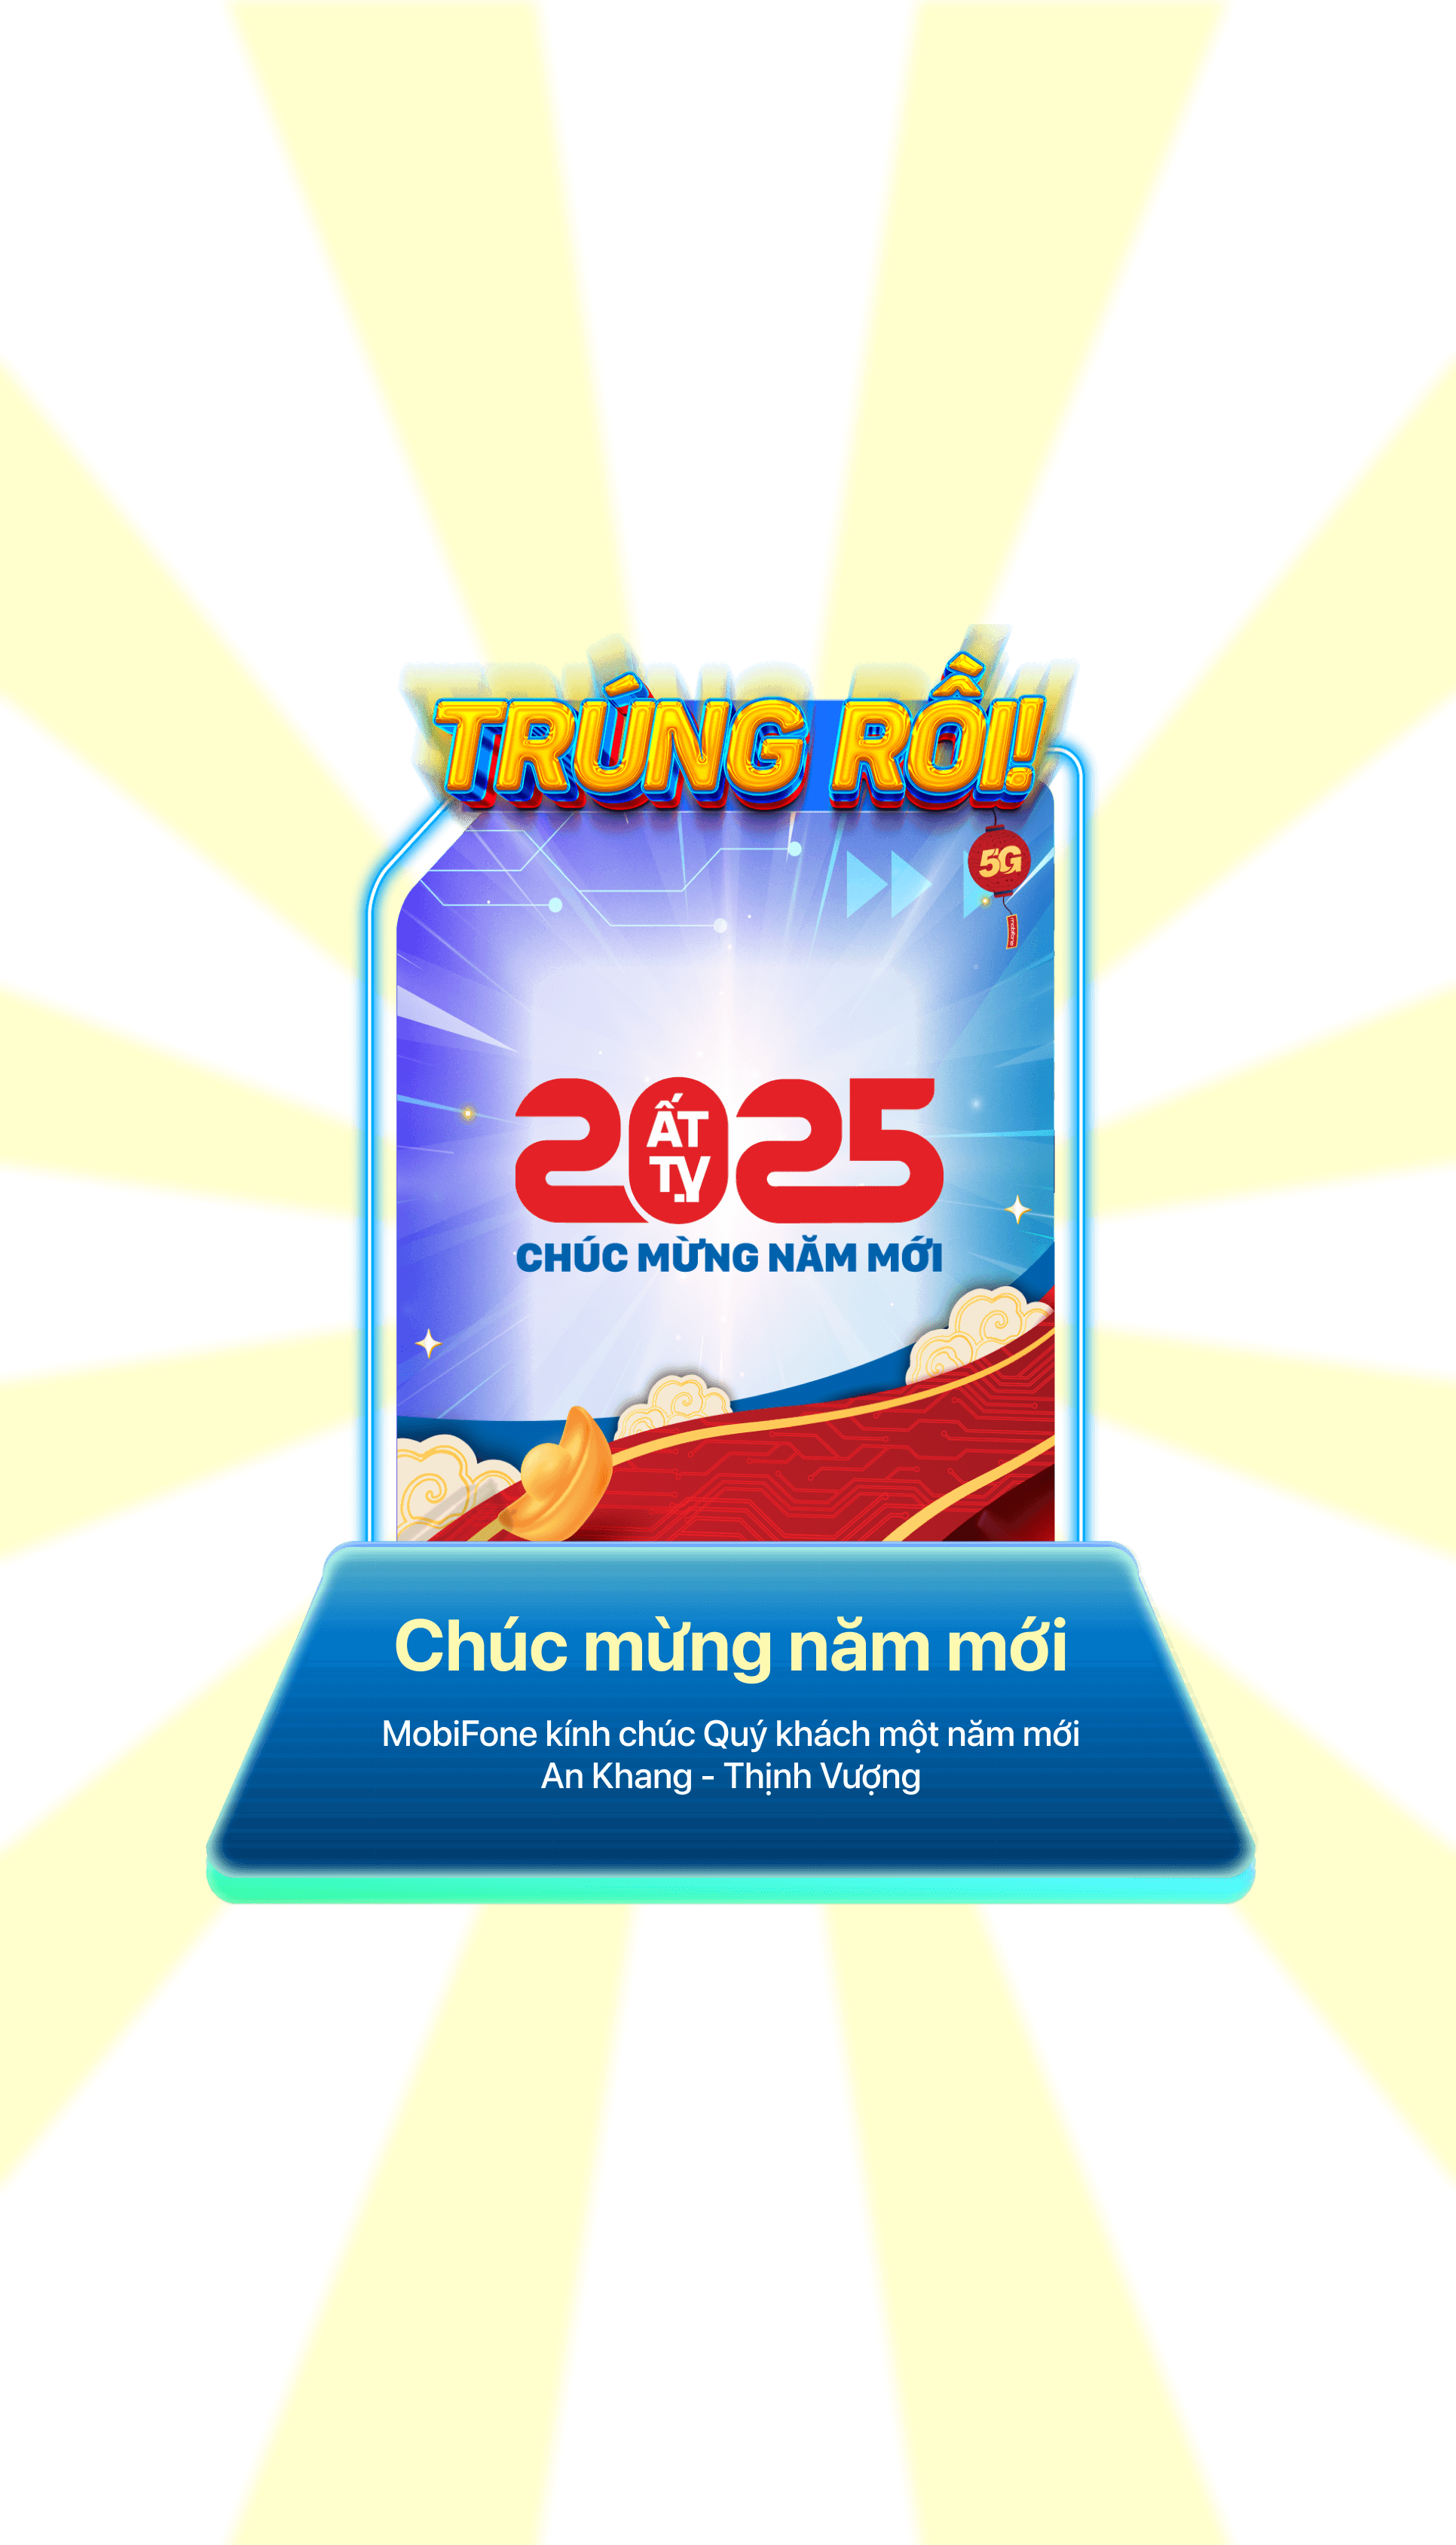 TRÚNG RỒI!
5G
mobifone
2025
ẤT
TỴ
CHÚC MỪNG NĂM MỚI
Chúc mừng năm mới
MobiFone kính chúc Quý khách một năm mới
An Khang - Thịnh Vượng